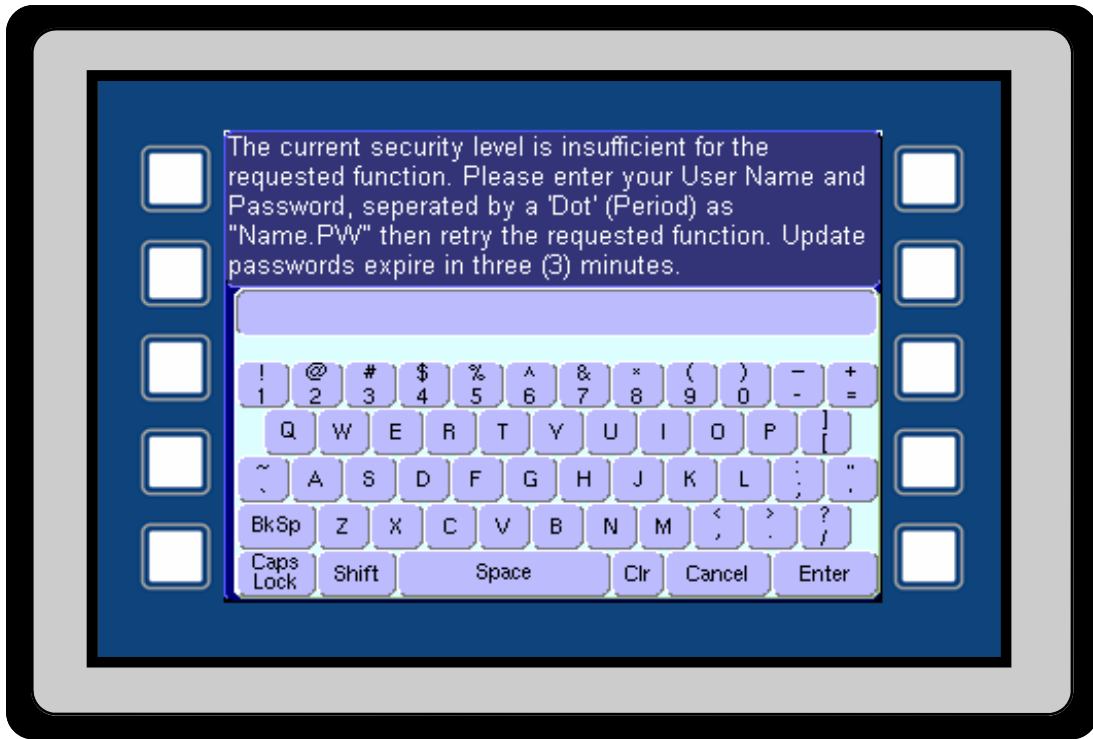 The current security level is insufficient for the
requested function. Please enter your User Name and
Password, seperated by a 'Dot' (Period) as
"Name.PW" then retry the requested function. Update
passwords expire in three (3) minutes.
! @ # $ % ^ & * ( ) — +
1 2 3 4 5 6 7 8 9 0 - =
Q W E R T Y U I O P ] [
~ ` A S D F G H J K L : ; " '
BkSp Z X C V B N M < , > . ? /
Caps Lock Shift Space Clr Cancel Enter